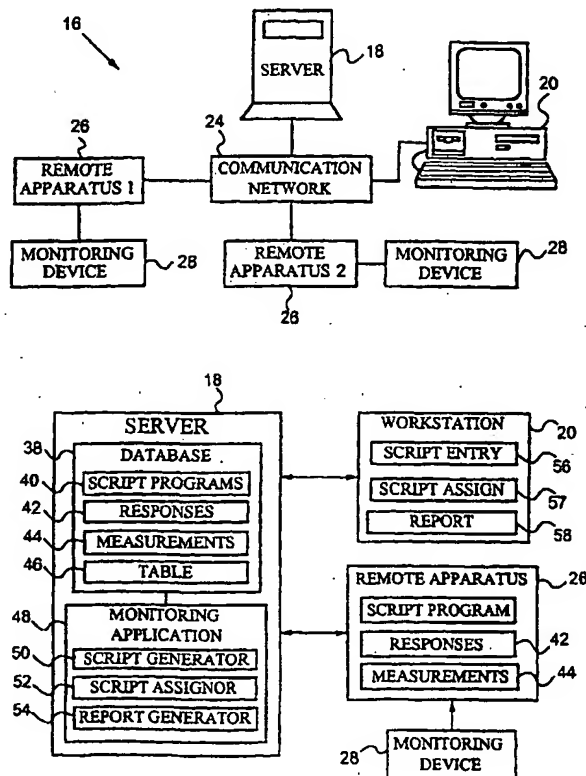 16
SERVER
18
20
24
26
REMOTE
APPARATUS 1
COMMUNICATION
NETWORK
MONITORING
DEVICE
28
REMOTE
APPARATUS 2
26
MONITORING
DEVICE
28
18
SERVER
38
DATABASE
40
SCRIPT PROGRAMS
42
RESPONSES
44
MEASUREMENTS
46
TABLE
48
MONITORING
APPLICATION
50
SCRIPT GENERATOR
52
SCRIPT ASSIGNOR
54
REPORT GENERATOR
WORKSTATION
20
SCRIPT ENTRY
56
SCRIPT ASSIGN
57
REPORT
58
REMOTE APPARATUS
26
SCRIPT PROGRAM
RESPONSES
42
MEASUREMENTS
44
28
MONITORING
DEVICE